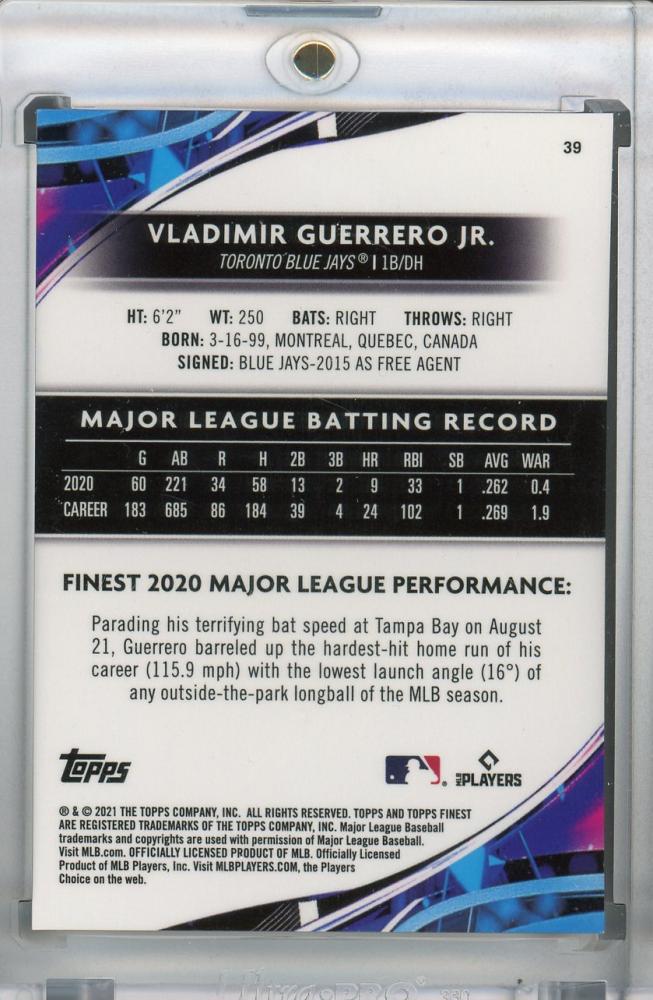 39
VLADIMIR GUERRERO JR.
TORONTO BLUE JAYS® | 1B/DH
HT: 6'2" WT: 250 BATS: RIGHT THROWS: RIGHT
BORN: 3-16-99, MONTREAL, QUEBEC, CANADA
SIGNED: BLUE JAYS-2015 AS FREE AGENT
MAJOR LEAGUE BATTING RECORD
G AB R H 2B 3B HR RBI SB AVG WAR
2020 60 221 34 58 13 2 9 33 1 .262 0.4
CAREER 183 685 86 184 39 4 24 102 1 .269 1.9
FINEST 2020 MAJOR LEAGUE PERFORMANCE:
Parading his terrifying bat speed at Tampa Bay on August
21, Guerrero barreled up the hardest-hit home run of his
career (115.9 mph) with the lowest launch angle (16°) of
any outside-the-park longball of the MLB season.
Topps
MLB PLAYERS
® & © 2021 THE TOPPS COMPANY, INC. ALL RIGHTS RESERVED. TOPPS AND TOPPS FINEST
ARE REGISTERED TRADEMARKS OF THE TOPPS COMPANY, INC. Major League Baseball
trademarks and copyrights are used with permission of Major League Baseball.
Visit MLB.com. OFFICIALLY LICENSED PRODUCT OF MLB. Officially Licensed
Product of MLB Players, Inc. Visit MLBPLAYERS.COM, the Players
Choice on the web.
Ultra·PRO®